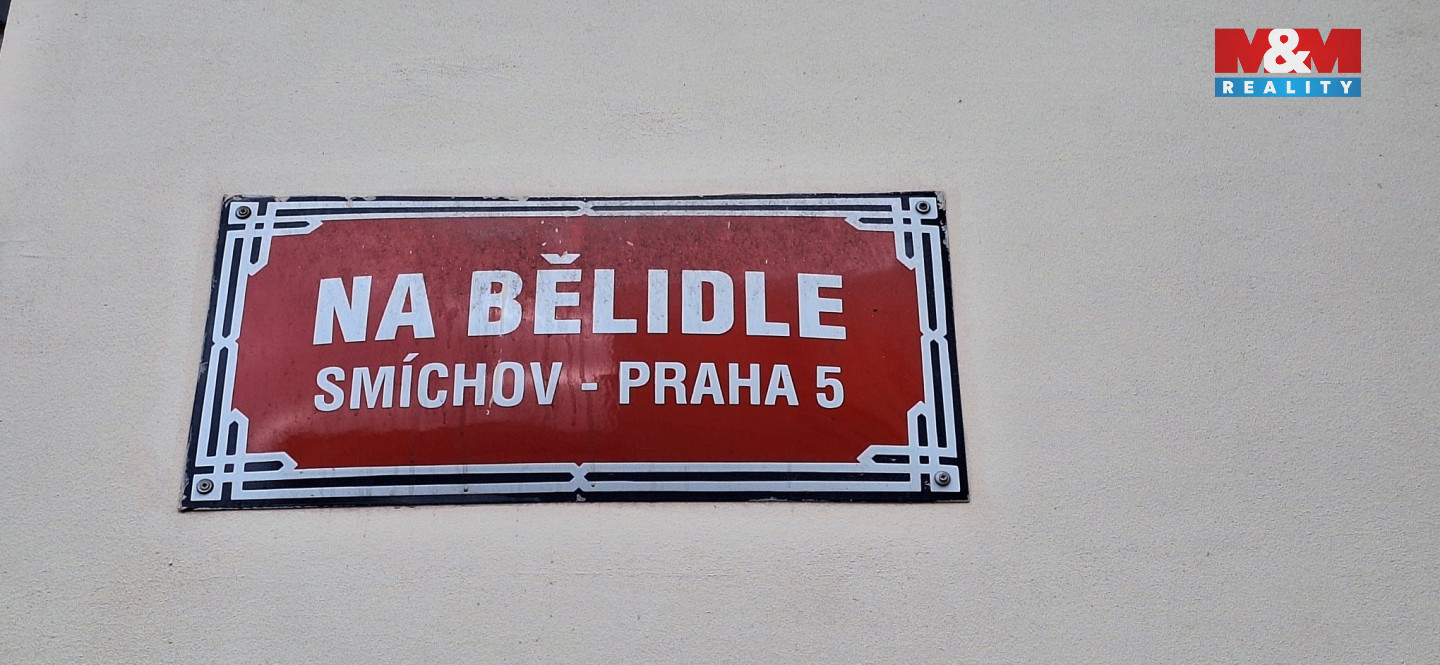 M&M
REALITY
NA BĚLIDLE
SMÍCHOV - PRAHA 5